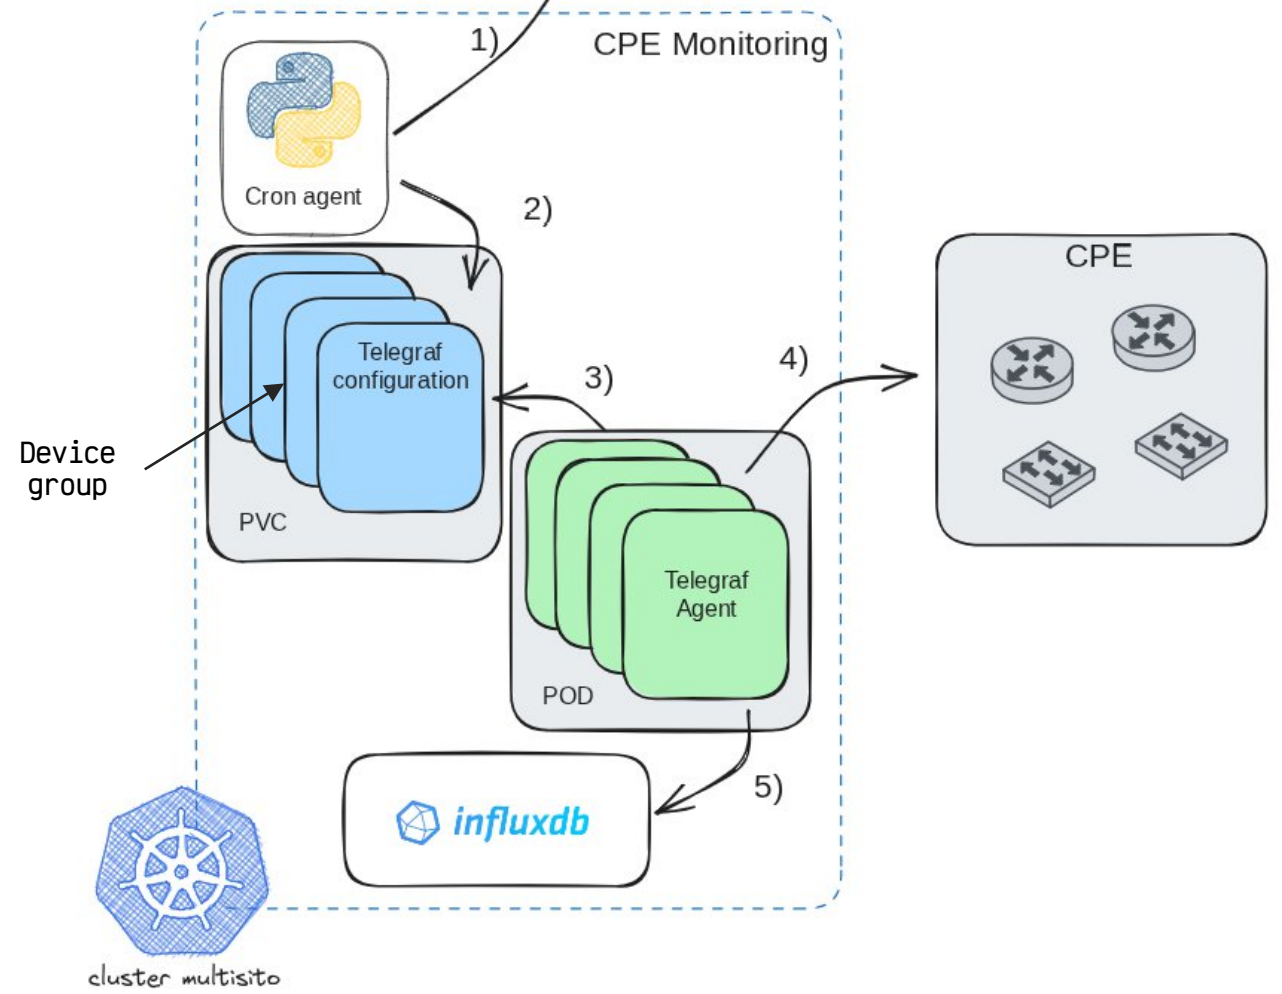 1)
CPE Monitoring
Cron agent
2)
CPE
Telegraf
configuration
3)
4)
Device
group
PVC
Telegraf
Agent
POD
5)
influxdb
cluster multisito